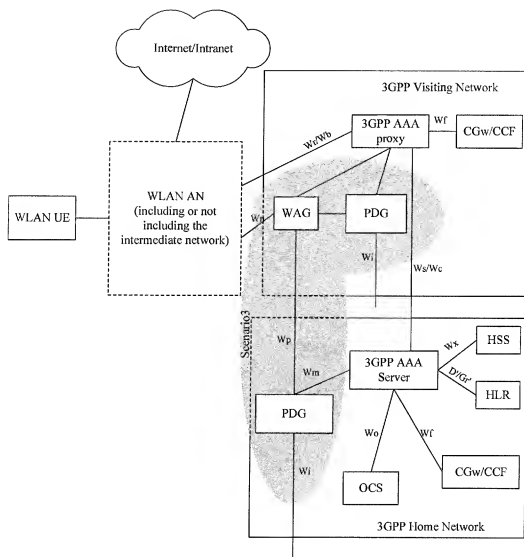 Internet/Intranet
3GPP Visiting Network
3GPP AAA
proxy
Wf
CGw/CCF
Wr/Wb
WLAN UE
WLAN AN
(including or not
including the
intermediate network)
Wn
WAG
PDG
Wi
Ws/Wc
Scenario3
Wp
Wm
3GPP AAA
Server
Wx
HSS
D'/Gr'
HLR
PDG
Wo
Wf
Wi
OCS
CGw/CCF
3GPP Home Network